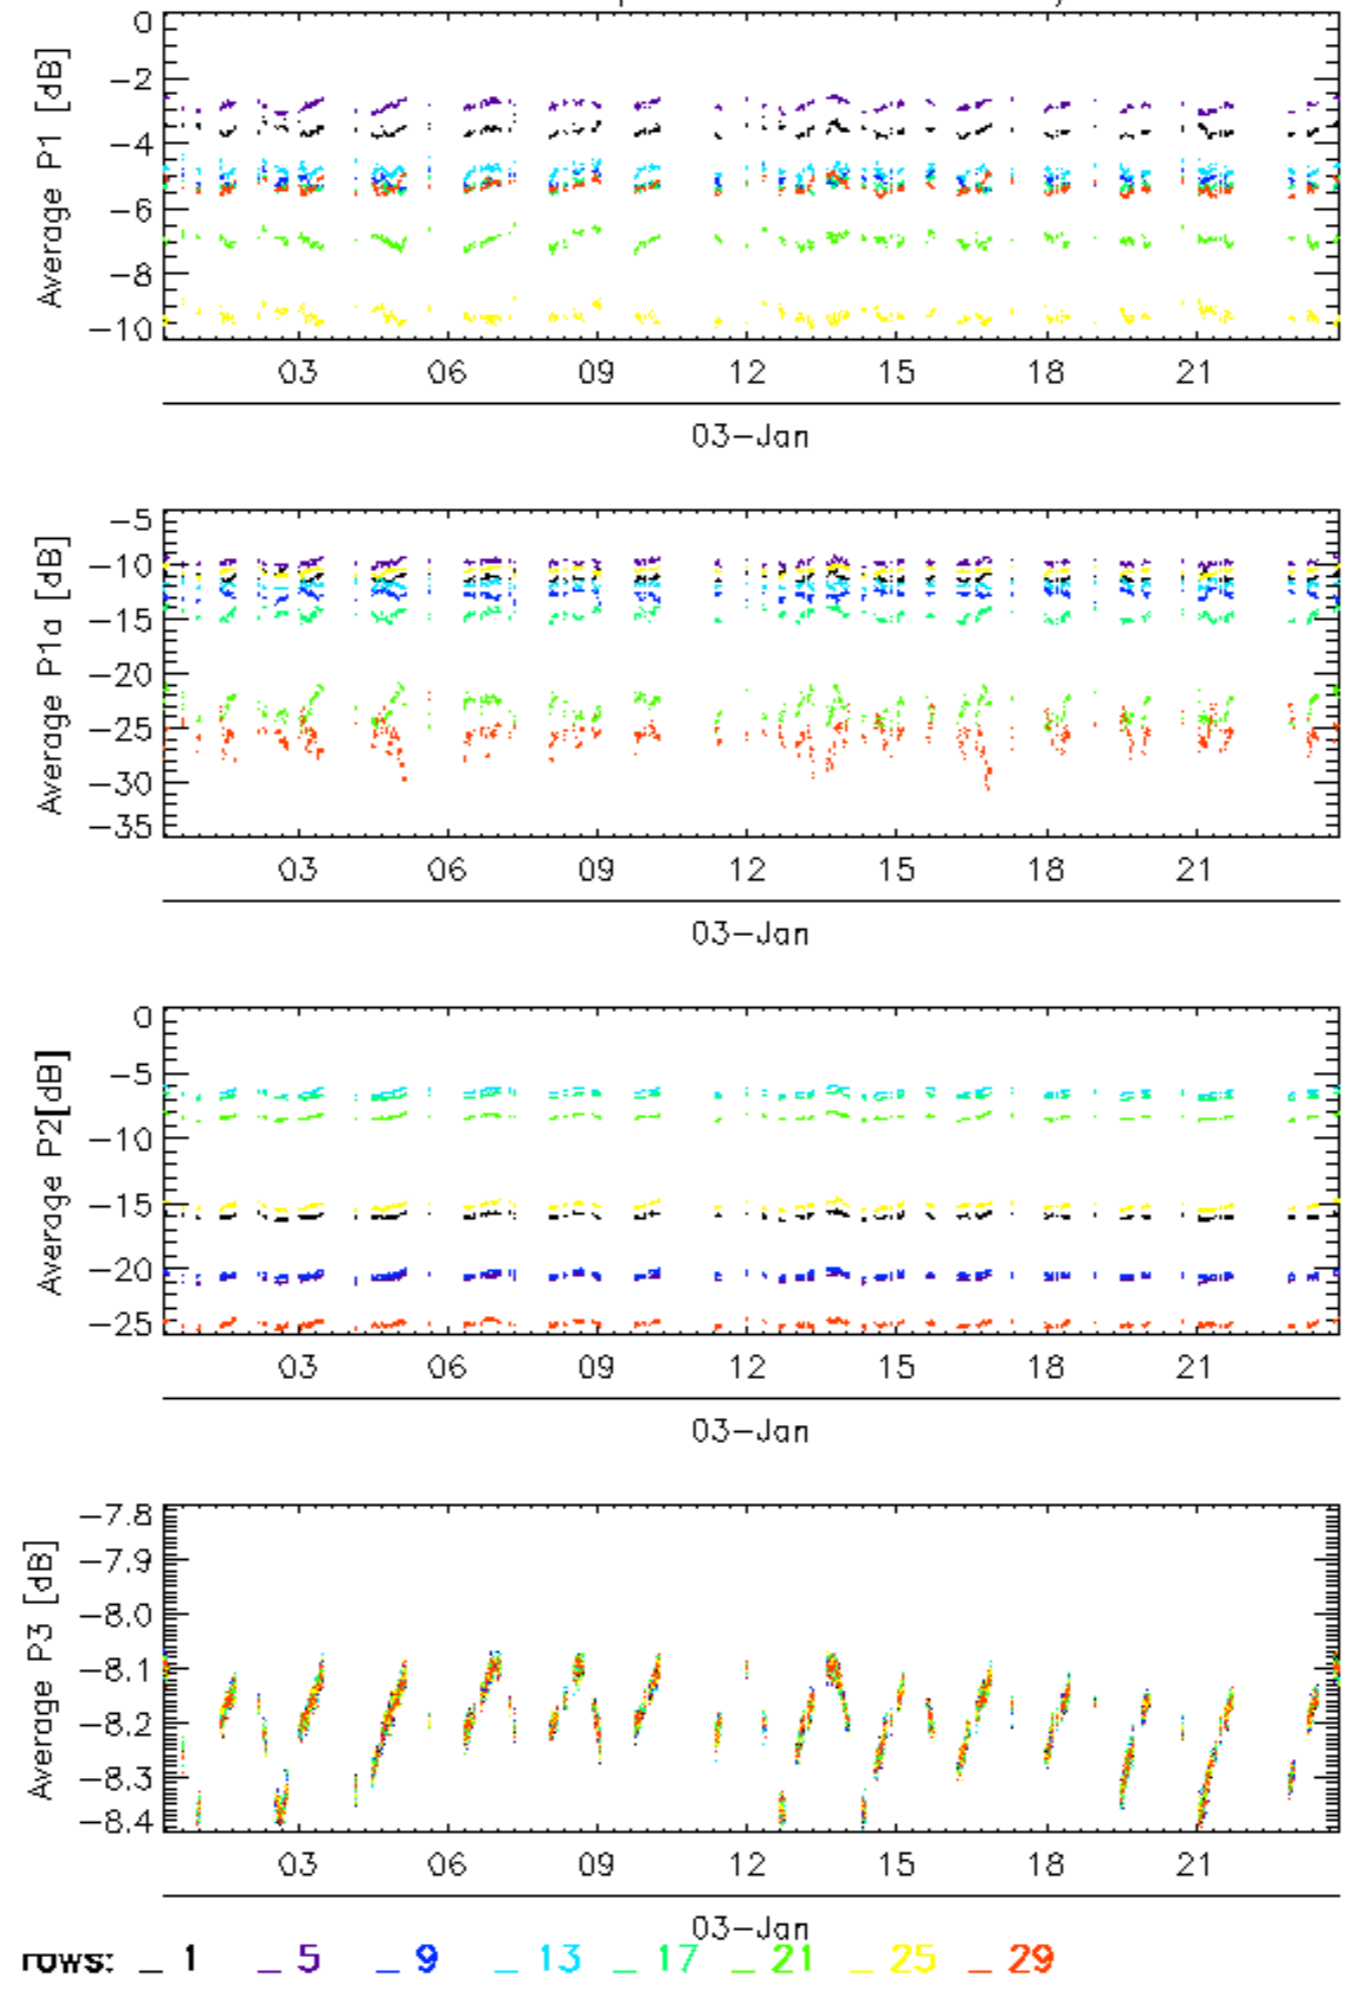 0
−2
−4
−6
−8
−10
Average P1 [dB]
03 06 09 12 15 18 21
03−Jan
−5
−10
−15
−20
−25
−30
−35
Average P1a [dB]
03 06 09 12 15 18 21
03−Jan
0
−5
−10
−15
−20
−25
Average P2[dB]
03 06 09 12 15 18 21
03−Jan
−7.8
−7.9
−8.0
−8.1
−8.2
−8.3
−8.4
Average P3 [dB]
03 06 09 12 15 18 21
03−Jan
rows: _ 1 _ 5 _ 9 _ 13 _ 17 _ 21 _ 25 _ 29